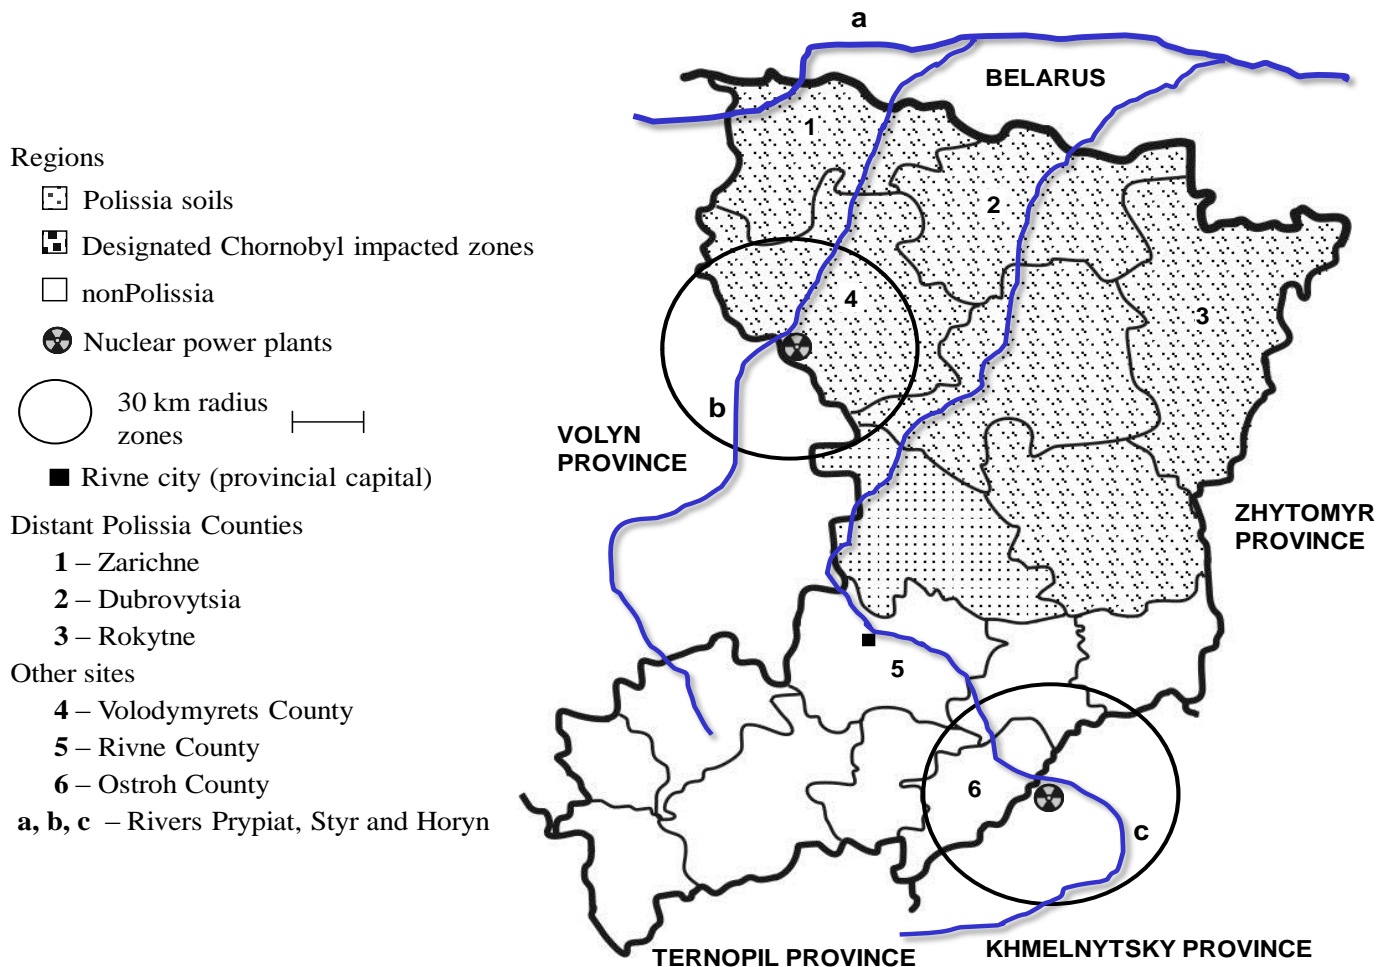 Regions
Polissia soils
Designated Chornobyl impacted zones
nonPolissia
Nuclear power plants
30 km radius
zones
Rivne city (provincial capital)
Distant Polissia Counties
1 – Zarichne
2 – Dubrovytsia
3 – Rokytne
Other sites
4 – Volodymyrets County
5 – Rivne County
6 – Ostroh County
a, b, c – Rivers Prypiat, Styr and Horyn
a
BELARUS
1
2
4
3
b
VOLYN
PROVINCE
ZHYTOMYR
PROVINCE
5
6
c
TERNOPIL PROVINCE
KHMELNYTSKY PROVINCE